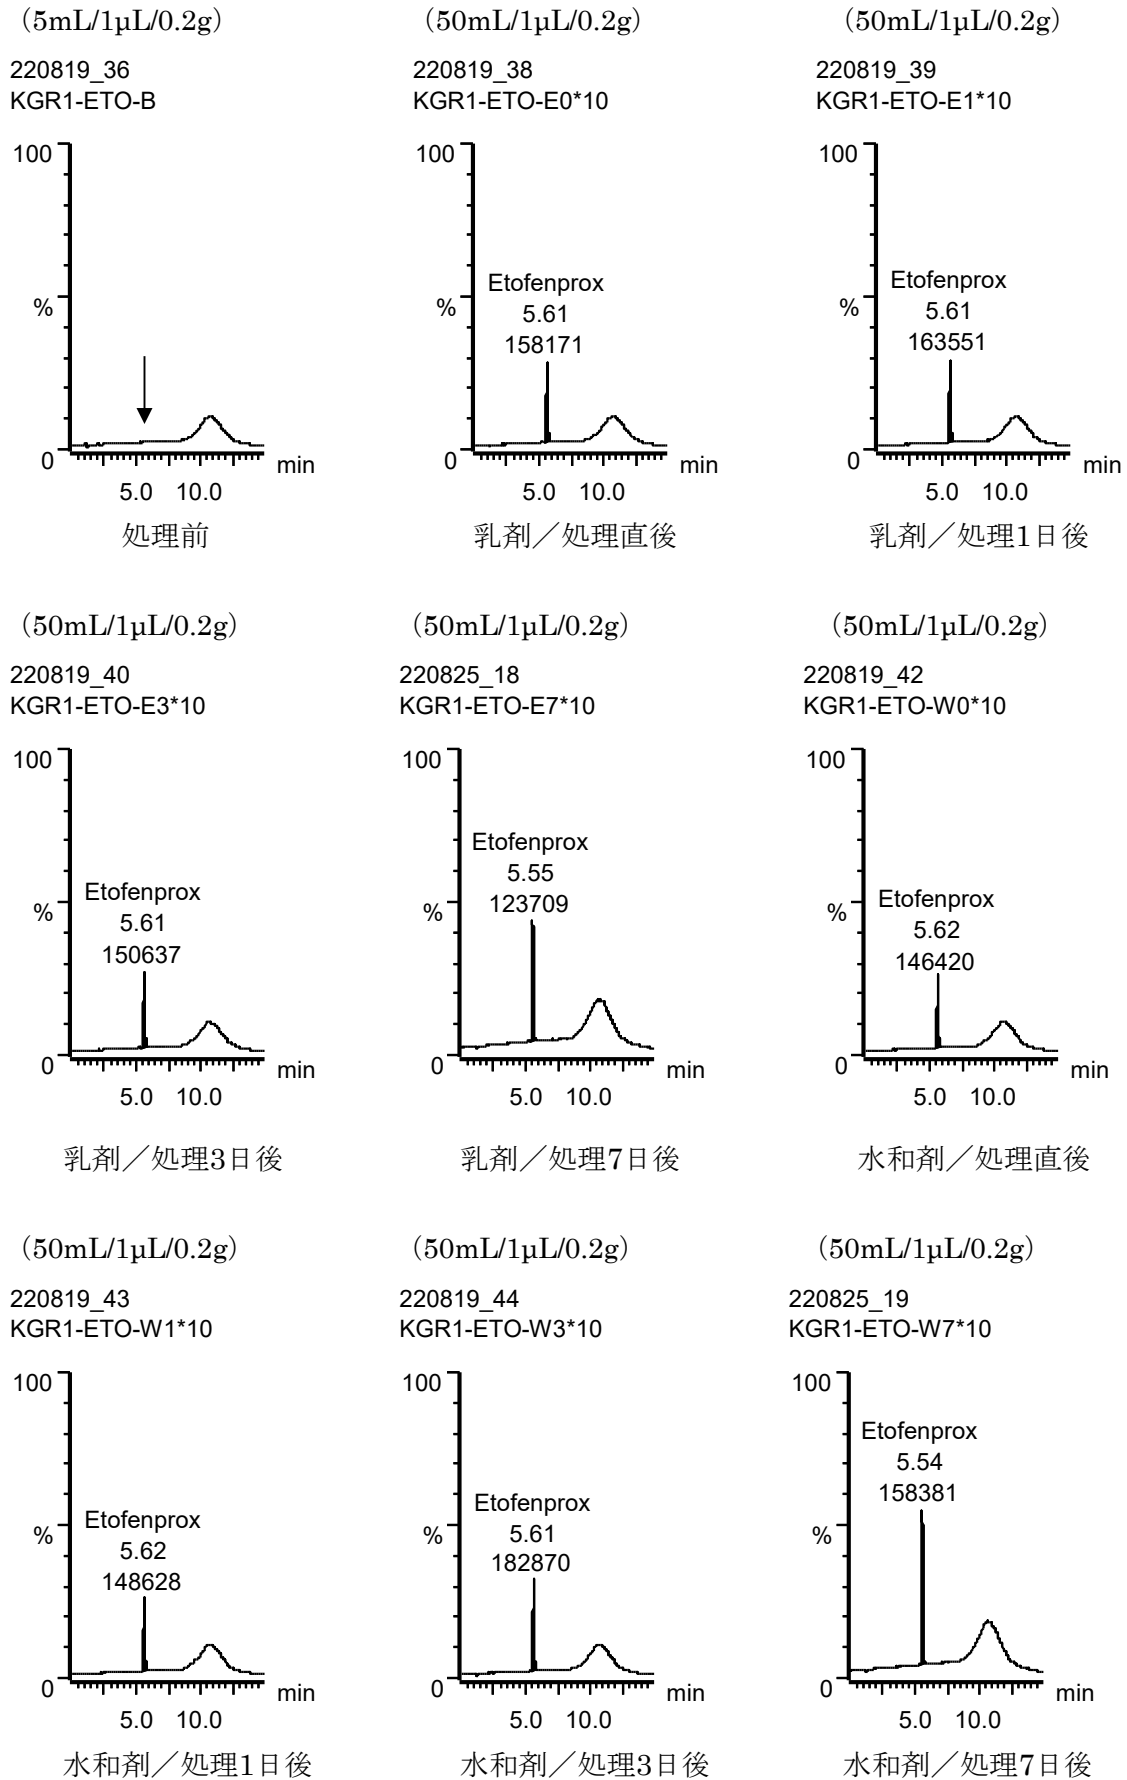 (5mL/1μL/0.2g)
220819_36
KGR1-ETO-B
100
%
0
min
5.0 10.0
処理前
(50mL/1μL/0.2g)
220819_38
KGR1-ETO-E0*10
100
Etofenprox
5.61
158171
%
0
min
5.0 10.0
乳剤／処理直後
(50mL/1μL/0.2g)
220819_39
KGR1-ETO-E1*10
100
Etofenprox
5.61
163551
%
0
min
5.0 10.0
乳剤／処理1日後
(50mL/1μL/0.2g)
220819_40
KGR1-ETO-E3*10
100
Etofenprox
5.61
150637
%
0
min
5.0 10.0
乳剤／処理3日後
(50mL/1μL/0.2g)
220825_18
KGR1-ETO-E7*10
100
Etofenprox
5.55
123709
%
0
min
5.0 10.0
乳剤／処理7日後
(50mL/1μL/0.2g)
220819_42
KGR1-ETO-W0*10
100
Etofenprox
5.62
146420
%
0
min
5.0 10.0
水和剤／処理直後
(50mL/1μL/0.2g)
220819_43
KGR1-ETO-W1*10
100
Etofenprox
5.62
148628
%
0
min
5.0 10.0
水和剤／処理1日後
(50mL/1μL/0.2g)
220819_44
KGR1-ETO-W3*10
100
Etofenprox
5.61
182870
%
0
min
5.0 10.0
水和剤／処理3日後
(50mL/1μL/0.2g)
220825_19
KGR1-ETO-W7*10
100
Etofenprox
5.54
158381
%
0
min
5.0 10.0
水和剤／処理7日後